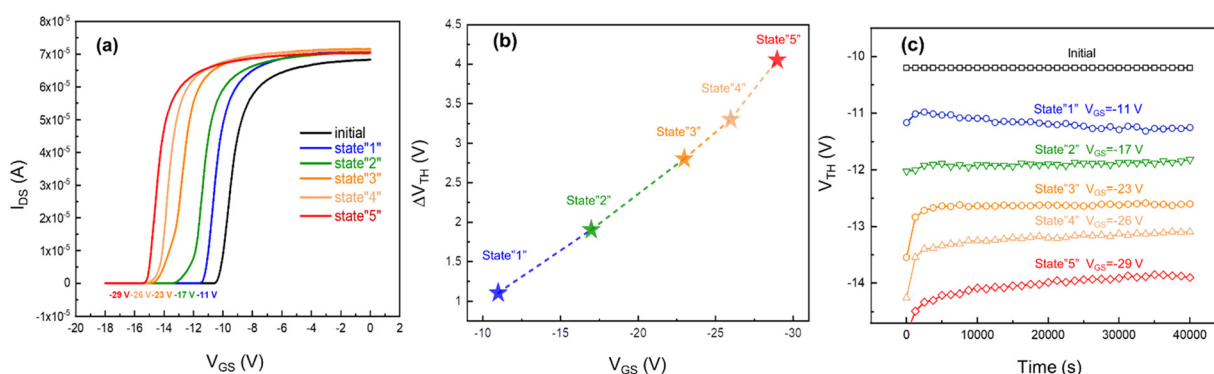 (a)
8x10⁻⁵
7x10⁻⁵
6x10⁻⁵
5x10⁻⁵
4x10⁻⁵
3x10⁻⁵
2x10⁻⁵
1x10⁻⁵
0
-1x10⁻⁵
I_DS (A)
initial
state"1"
state"2"
state"3"
state"4"
state"5"
-29 V -26 V -23 V -17 V -11 V
-20 -18 -16 -14 -12 -10 -8 -6 -4 -2 0 2
V_GS (V)
(b)
4.5
4
3.5
3
2.5
2
1.5
1
ΔV_TH (V)
State"5"
State"4"
State"3"
State"2"
State"1"
-10 -15 -20 -25 -30
V_GS (V)
(c)
-10
-11
-12
-13
-14
V_TH (V)
Initial
State"1" V_GS=-11 V
State"2" V_GS=-17 V
State"3" V_GS=-23 V
State"4" V_GS=-26 V
State"5" V_GS=-29 V
0 10000 20000 30000 40000
Time (s)